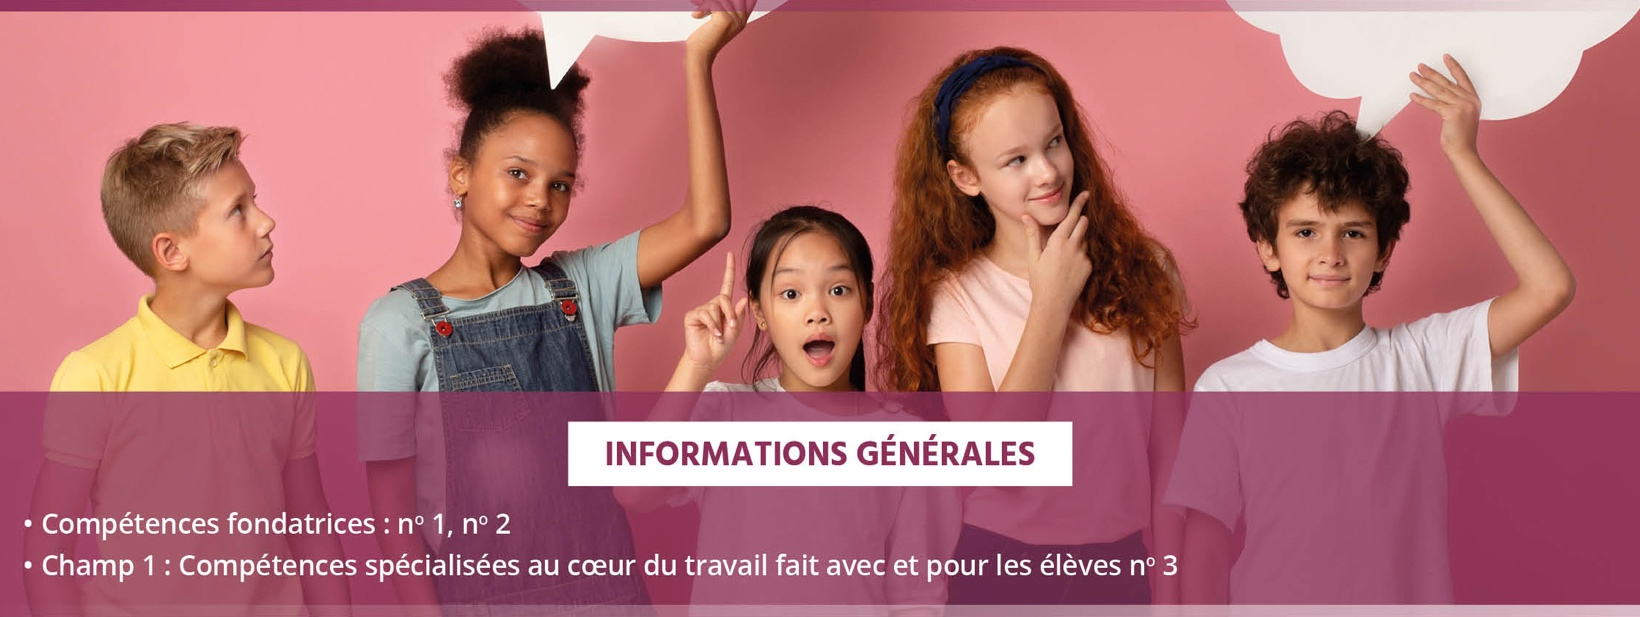 INFORMATIONS GÉNÉRALES
• Compétences fondatrices : nº 1, nº 2
• Champ 1 : Compétences spécialisées au cœur du travail fait avec et pour les élèves nº 3